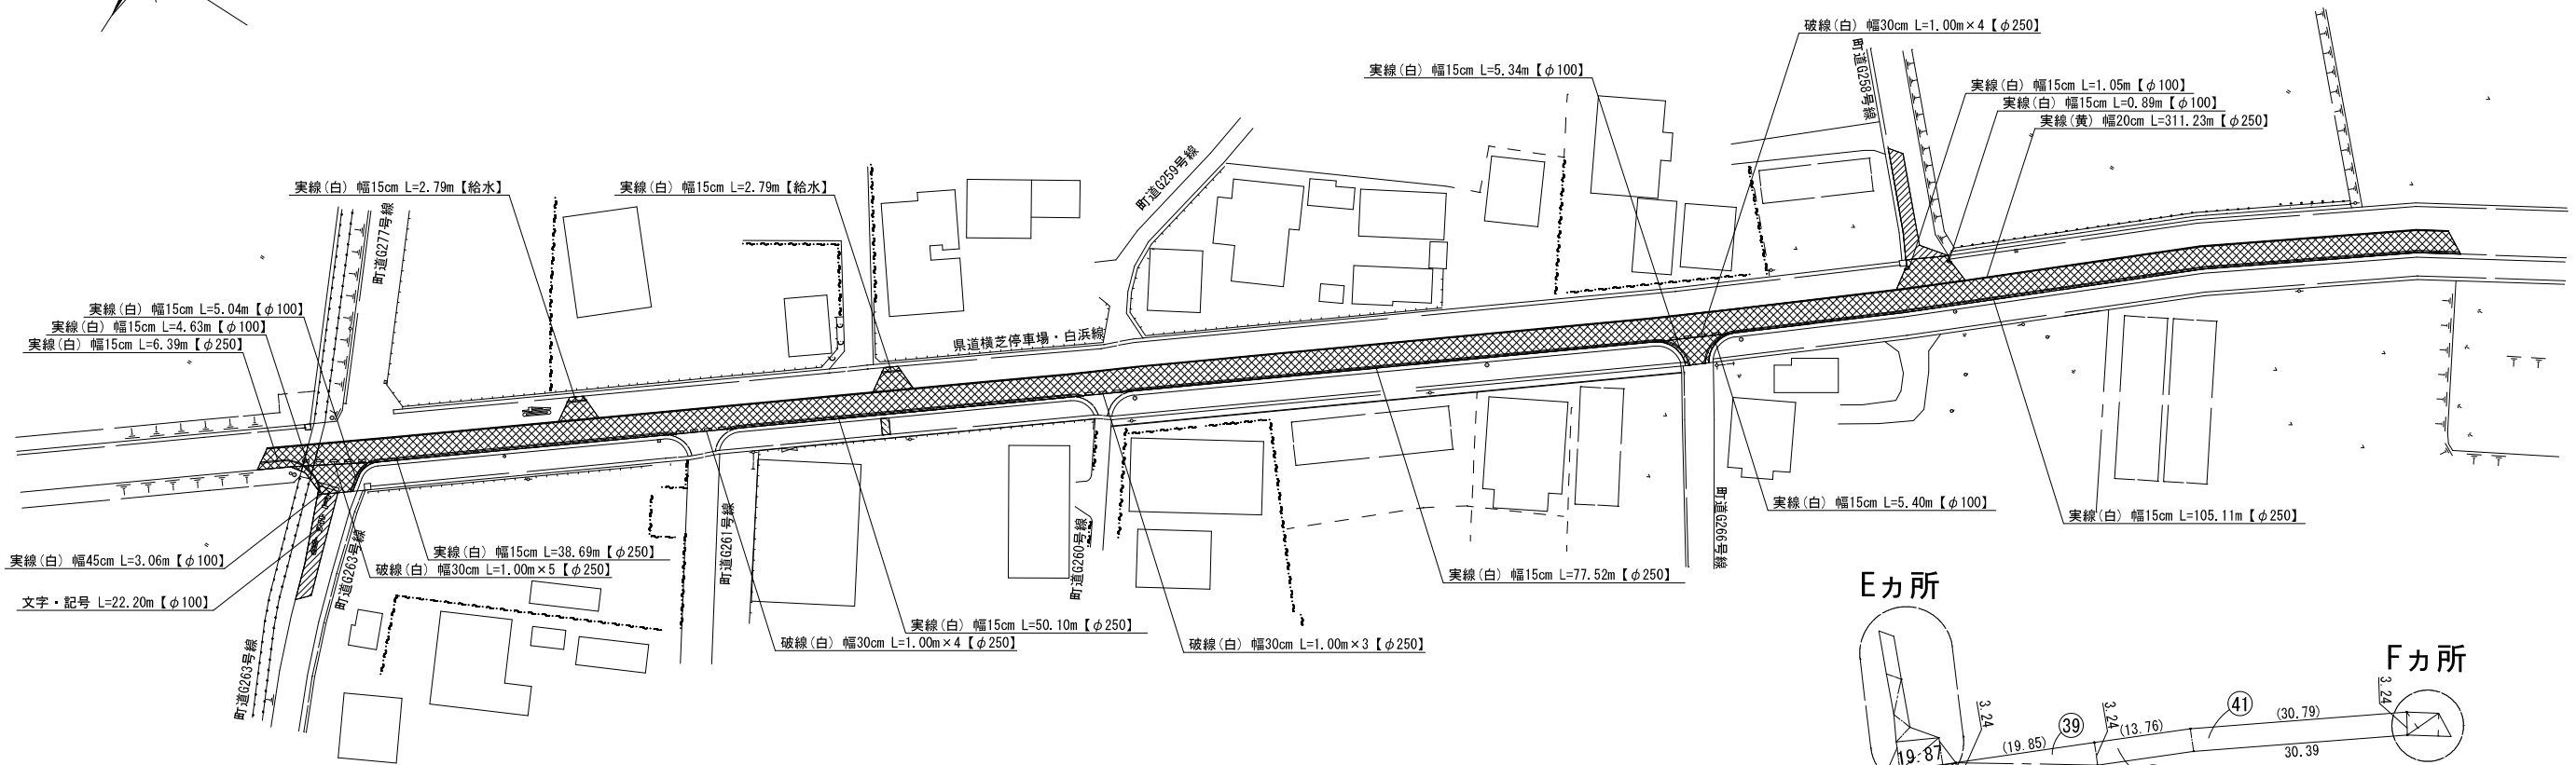 破線(白) 幅30cm L=1.00m×4【φ250】
実線(白) 幅15cm L=5.34m【φ100】
町道G258号線
実線(白) 幅15cm L=1.05m【φ100】
実線(白) 幅15cm L=0.89m【φ100】
実線(黄) 幅20cm L=311.23m【φ250】
町道G259号線
実線(白) 幅15cm L=2.79m【給水】
実線(白) 幅15cm L=2.79m【給水】
町道G277号線
実線(白) 幅15cm L=5.04m【φ100】
実線(白) 幅15cm L=4.63m【φ100】
実線(白) 幅15cm L=6.39m【φ250】
県道横芝停車場・白浜線
実線(白) 幅15cm L=5.40m【φ100】
実線(白) 幅15cm L=105.11m【φ250】
町道G266号線
実線(白) 幅45cm L=3.06m【φ100】
実線(白) 幅15cm L=38.69m【φ250】
破線(白) 幅30cm L=1.00m×5【φ250】
文字・記号 L=22.20m【φ100】
町道G263号線
町道G261号線
町道G260号線
実線(白) 幅15cm L=77.52m【φ250】
実線(白) 幅15cm L=50.10m【φ250】
破線(白) 幅30cm L=1.00m×4【φ250】
破線(白) 幅30cm L=1.00m×3【φ250】
町道G263号線
Eヵ所
Fヵ所
3.24
3.24
3.24
39
41
(19.85)
(13.76)
(30.79)
19.87
30.39